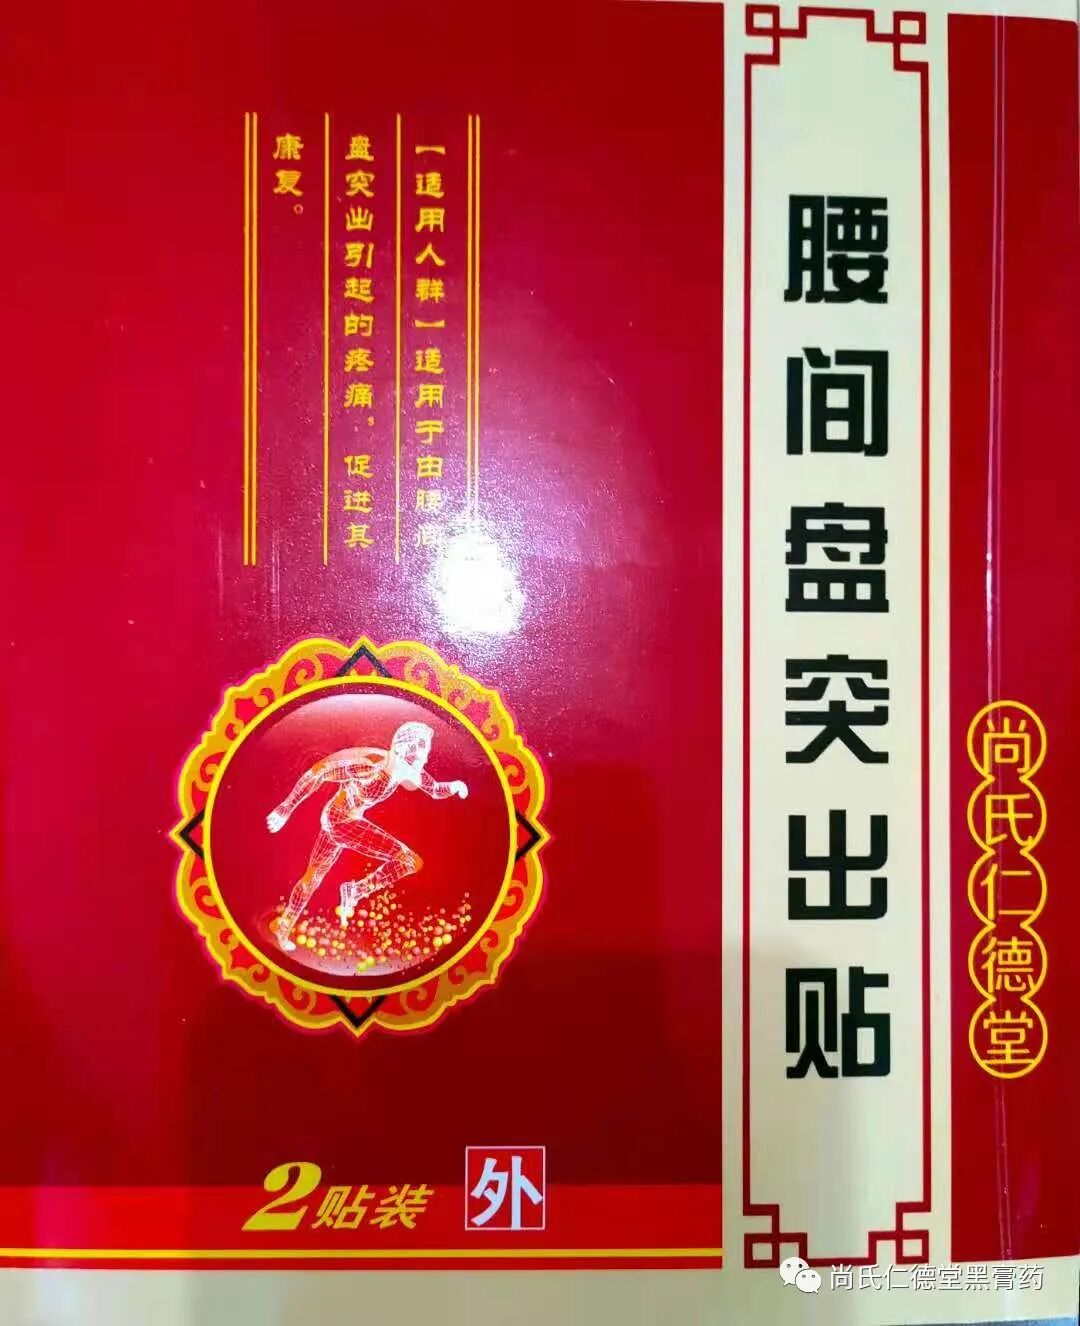 腰间盘突出贴
尚氏仁德堂
【适用人群】适用于由腰间
盘突出引起的疼痛。促进其
康复。
2贴装
外
尚氏仁德堂黑膏药